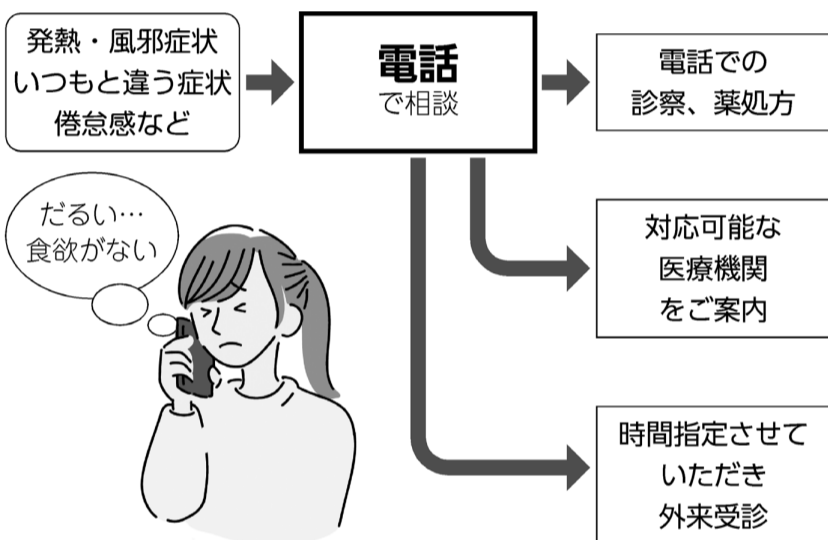 発熱・風邪症状
いつもと違う症状
倦怠感など
電話
で相談
電話での
診察、薬処方
だるい…
食欲がない
対応可能な
医療機関
をご案内
時間指定させて
いただき
外来受診